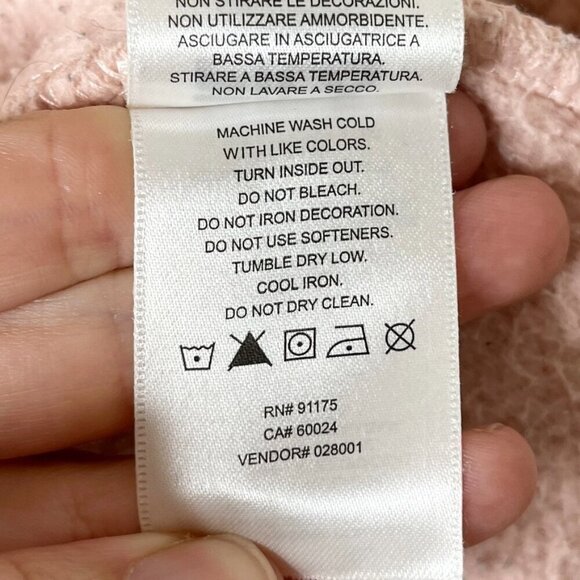 NON STIRARE LE DECORAZIONI.
NON UTILIZZARE AMMORBIDENTE.
ASCIUGARE IN ASCIUGATRICE A
BASSA TEMPERATURA.
STIRARE A BASSA TEMPERATURA.
NON LAVARE A SECCO.
MACHINE WASH COLD
WITH LIKE COLORS.
TURN INSIDE OUT.
DO NOT BLEACH.
DO NOT IRON DECORATION.
DO NOT USE SOFTENERS.
TUMBLE DRY LOW.
COOL IRON.
DO NOT DRY CLEAN.
RN# 91175
CA# 60024
VENDOR# 028001